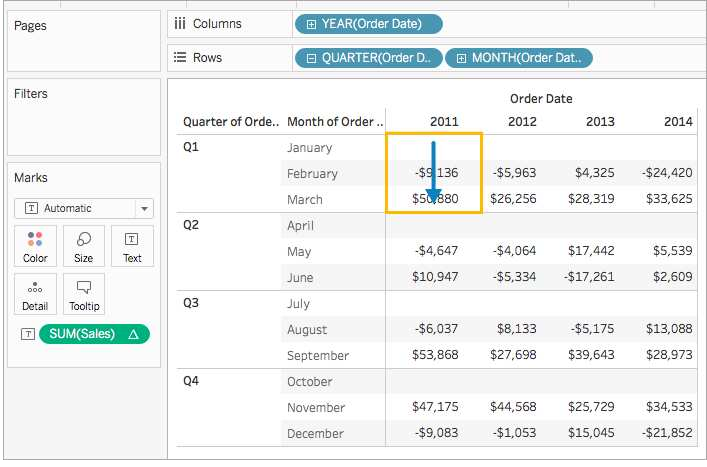 Pages
Columns
YEAR(Order Date)
Rows
QUARTER(Order D..
MONTH(Order Dat..
Filters
Marks
T Automatic
Color
Size
T
Text
Detail
Tooltip
T SUM(Sales) Δ
Order Date
Quarter of Orde.. Month of Order .. 2011 2012 2013 2014
Q1 January
February -$9,136 -$5,963 $4,325 -$24,420
March $26,256 $28,319 $33,625
Q2 April
May -$4,647 -$4,064 $17,442 $5,539
June $10,947 -$5,334 -$17,261 $2,609
Q3 July
August -$6,037 $8,133 -$5,175 $13,088
September $53,868 $27,698 $39,643 $28,973
Q4 October
November $47,175 $44,568 $25,729 $34,533
December -$9,083 -$1,053 $15,045 -$21,852